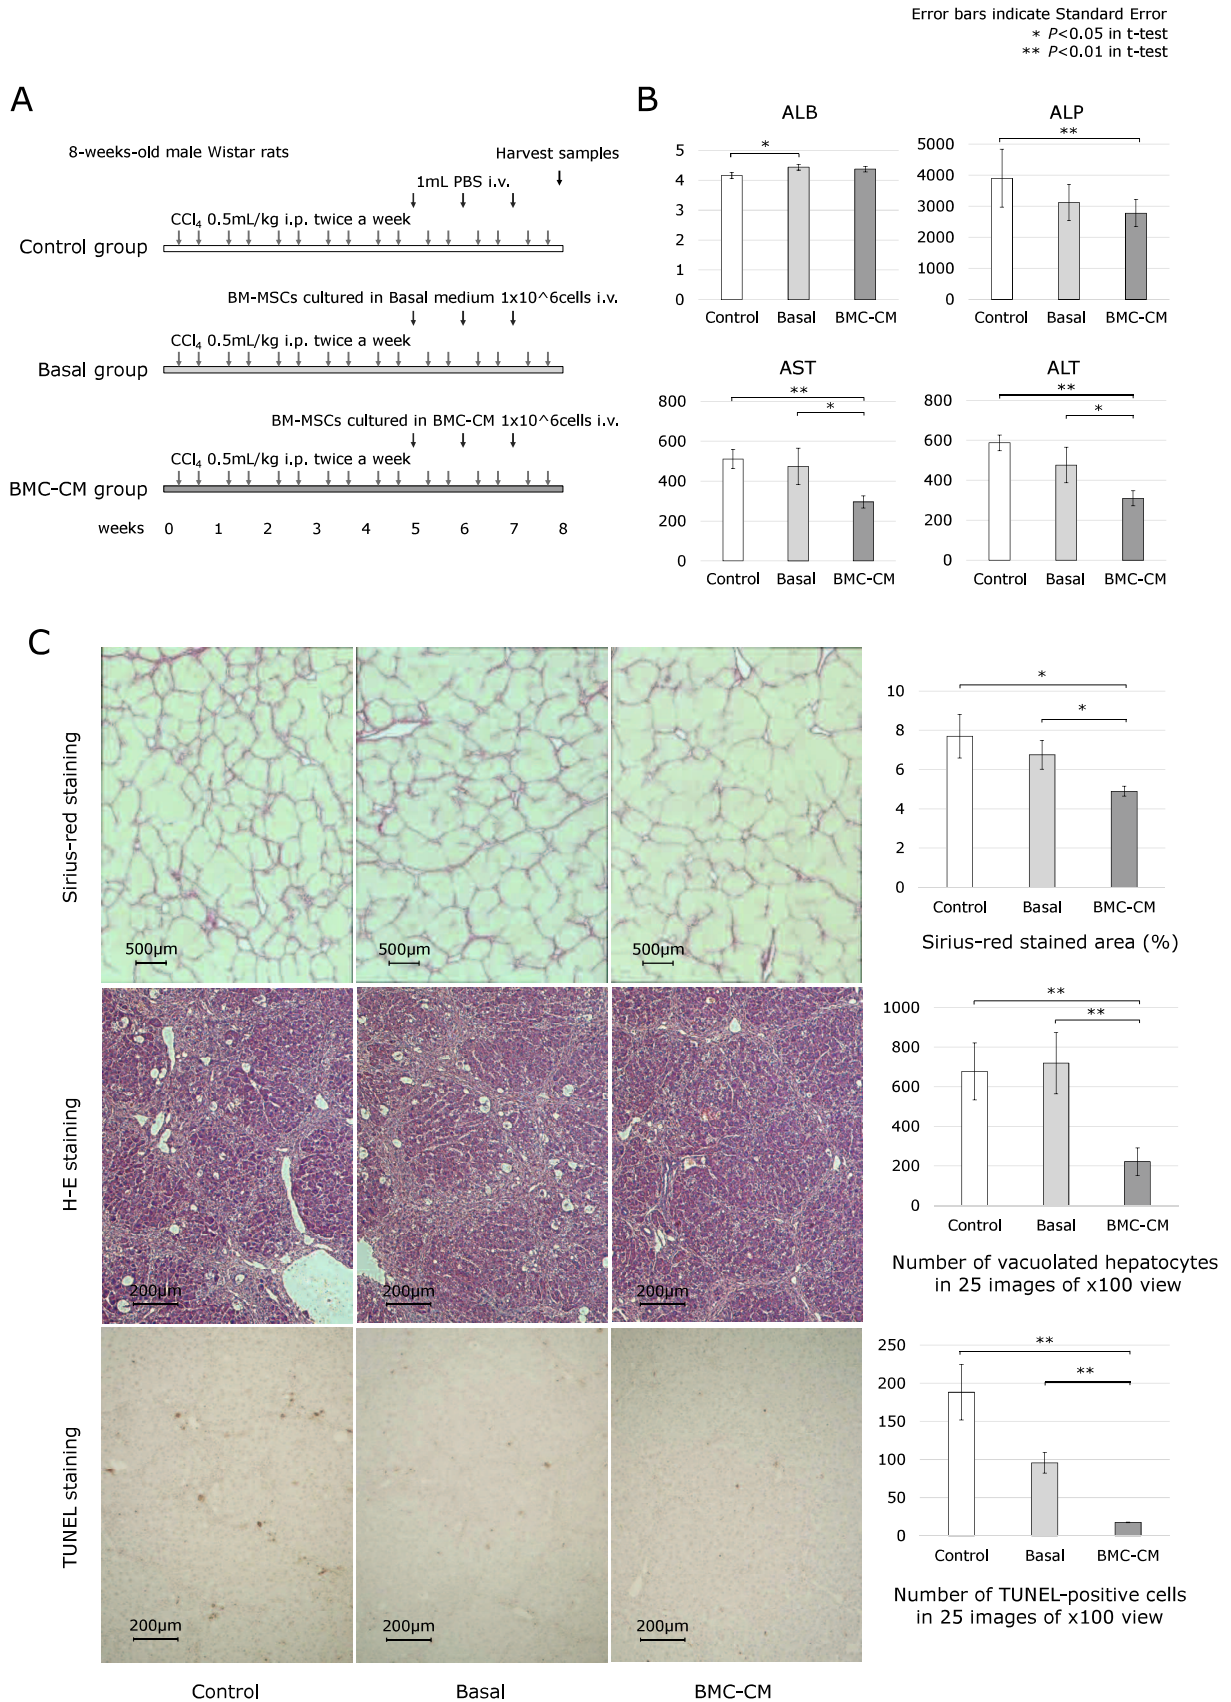 Error bars indicate Standard Error
* P<0.05 in t-test
** P<0.01 in t-test
A
8-weeks-old male Wistar rats
Harvest samples
1mL PBS i.v.
CCl₄ 0.5mL/kg i.p. twice a week
Control group
BM-MSCs cultured in Basal medium 1x10^6cells i.v.
CCl₄ 0.5mL/kg i.p. twice a week
Basal group
BM-MSCs cultured in BMC-CM 1x10^6cells i.v.
CCl₄ 0.5mL/kg i.p. twice a week
BMC-CM group
weeks 0 1 2 3 4 5 6 7 8
B
ALB
*
5
4
3
2
1
0
Control Basal BMC-CM
ALP
**
5000
4000
3000
2000
1000
0
Control Basal BMC-CM
AST
**
*
800
600
400
200
0
Control Basal BMC-CM
ALT
**
*
800
600
400
200
0
Control Basal BMC-CM
C
Sirius-red staining
500µm
500µm
500µm
*
*
10
8
6
4
2
0
Control Basal BMC-CM
Sirius-red stained area (%)
H-E staining
200µm
200µm
200µm
**
**
1000
800
600
400
200
0
Control Basal BMC-CM
Number of vacuolated hepatocytes
in 25 images of x100 view
TUNEL staining
200µm
200µm
200µm
**
**
250
200
150
100
50
0
Control Basal BMC-CM
Number of TUNEL-positive cells
in 25 images of x100 view
Control Basal BMC-CM